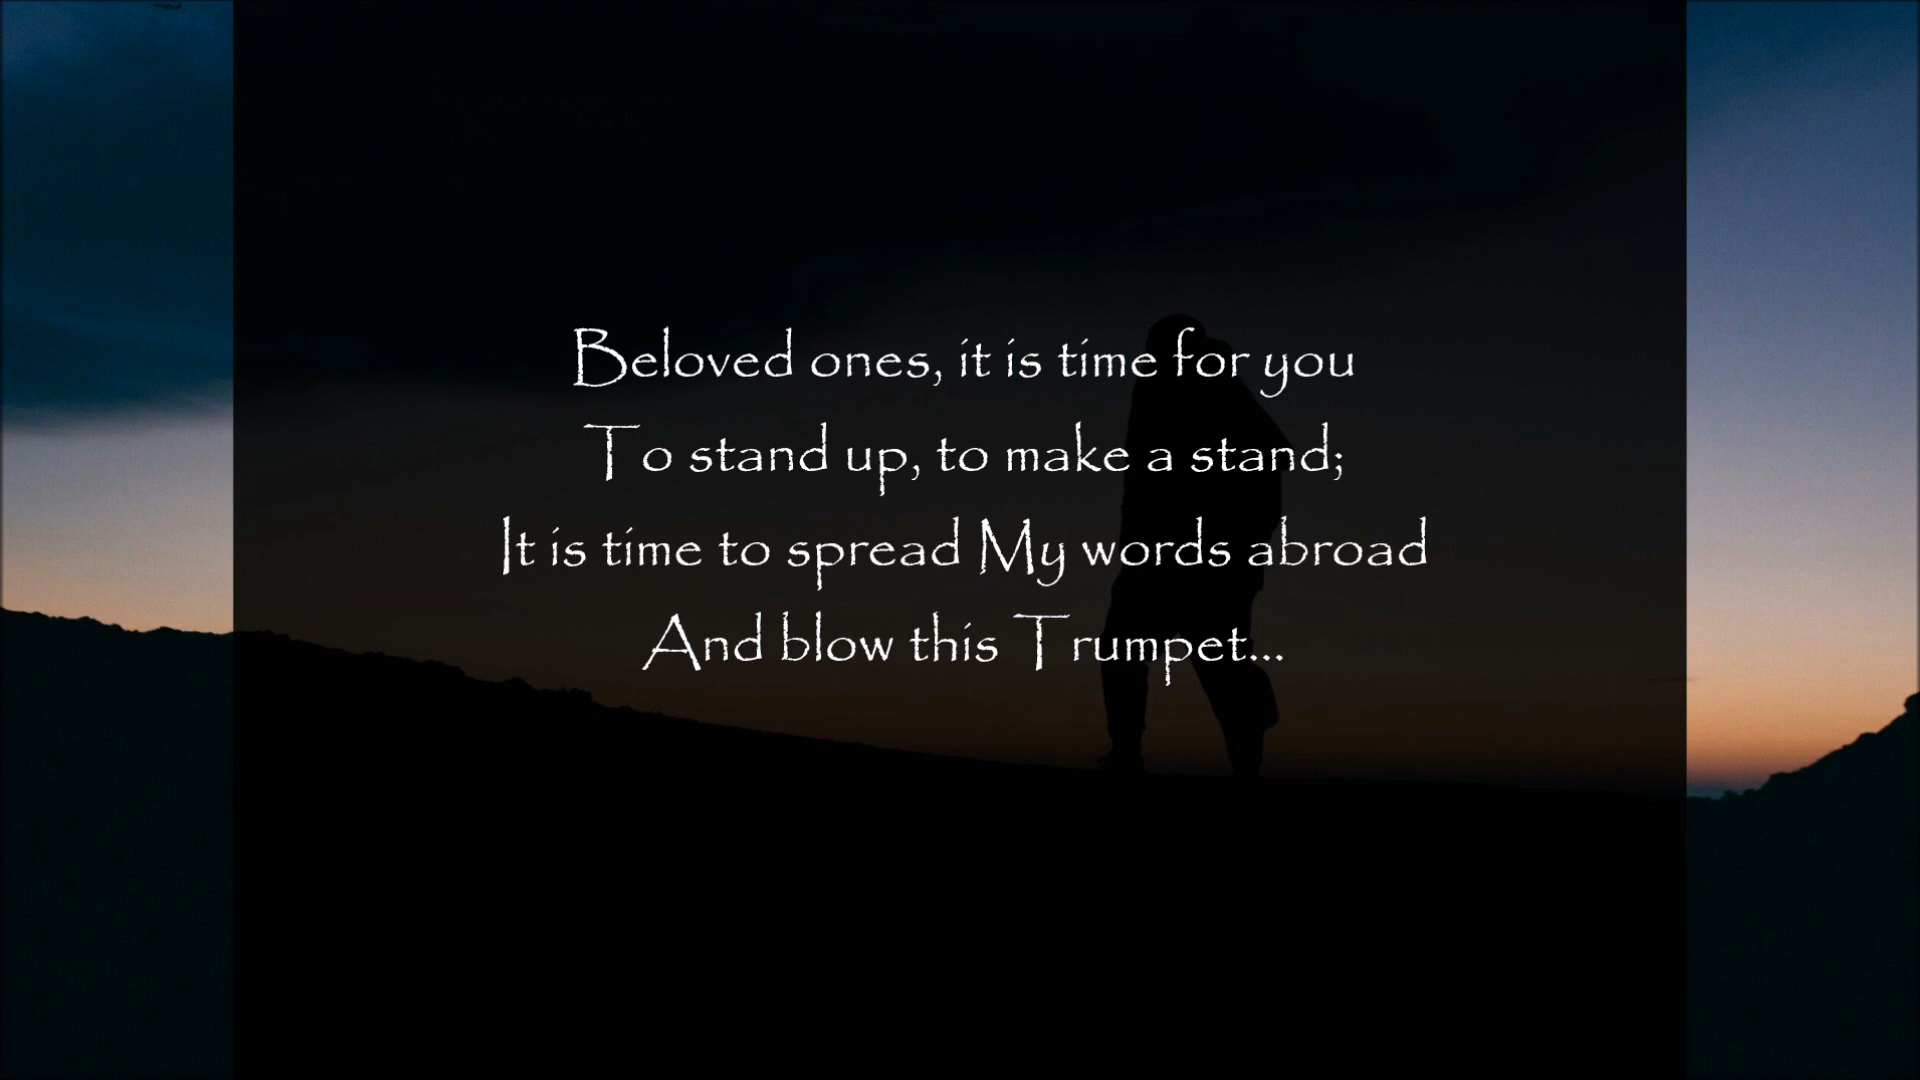 Beloved ones, it is time for you
To stand up, to make a stand;
It is time to spread My words abroad
And blow this Trumpet...